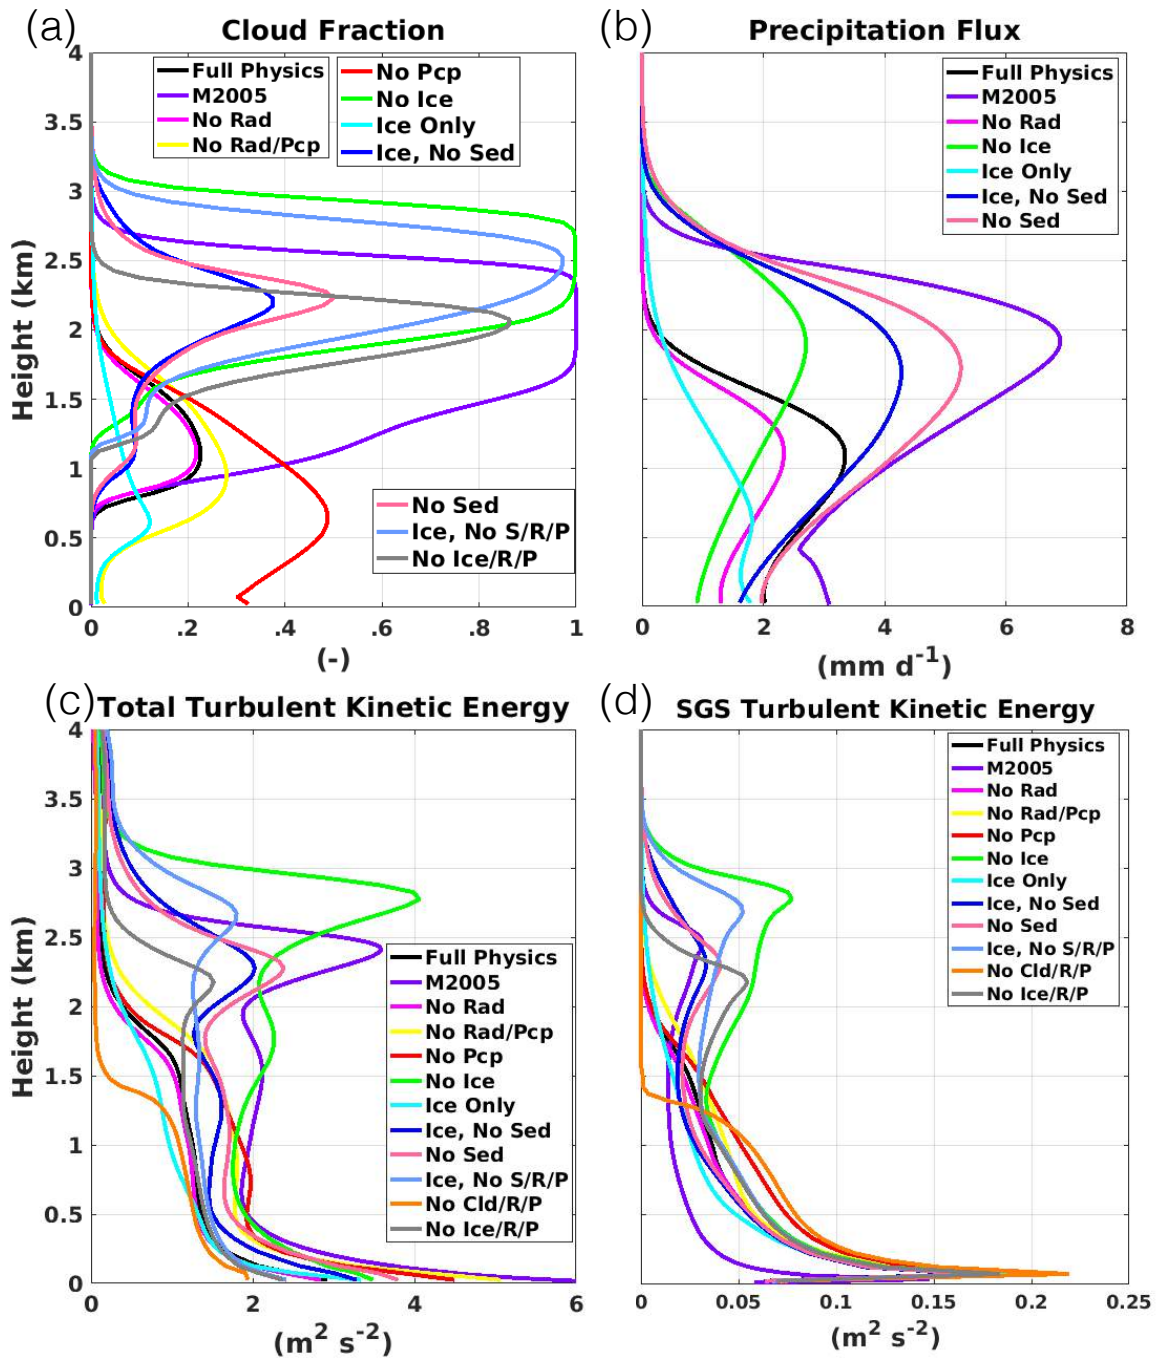 (a) Cloud Fraction
4
3.5
3
2.5
2
1.5
1
0.5
0
Height (km)
Full Physics
M2005
No Rad
No Rad/Pcp
No Pcp
No Ice
Ice Only
Ice, No Sed
No Sed
Ice, No S/R/P
No Ice/R/P
0 .2 .4 .6 .8 1
(-)
(b) Precipitation Flux
Full Physics
M2005
No Rad
No Ice
Ice Only
Ice, No Sed
No Sed
0 2 4 6 8
(mm d⁻¹)
(c) Total Turbulent Kinetic Energy
4
3.5
3
2.5
2
1.5
1
0.5
0
Height (km)
Full Physics
M2005
No Rad
No Rad/Pcp
No Pcp
No Ice
Ice Only
Ice, No Sed
No Sed
Ice, No S/R/P
No Cld/R/P
No Ice/R/P
0 2 4 6
(m² s⁻²)
(d) SGS Turbulent Kinetic Energy
Full Physics
M2005
No Rad
No Rad/Pcp
No Pcp
No Ice
Ice Only
Ice, No Sed
No Sed
Ice, No S/R/P
No Cld/R/P
No Ice/R/P
0 0.05 0.1 0.15 0.2 0.25
(m² s⁻²)